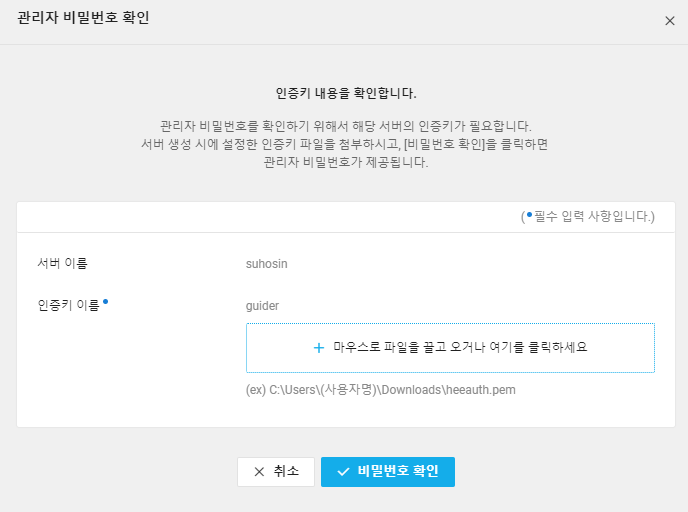 관리자 비밀번호 확인
인증키 내용을 확인합니다.
관리자 비밀번호를 확인하기 위해서 해당 서버의 인증키가 필요합니다.
서버 생성 시에 설정한 인증키 파일을 첨부하시고, [비밀번호 확인]을 클릭하면
관리자 비밀번호가 제공됩니다.
(•필수 입력 사항입니다.)
서버 이름 suhosin
인증키 이름• guider
+ 마우스로 파일을 끌고 오거나 여기를 클릭하세요
(ex) C:\Users\(사용자명)\Downloads\heeauth.pem
취소 비밀번호 확인